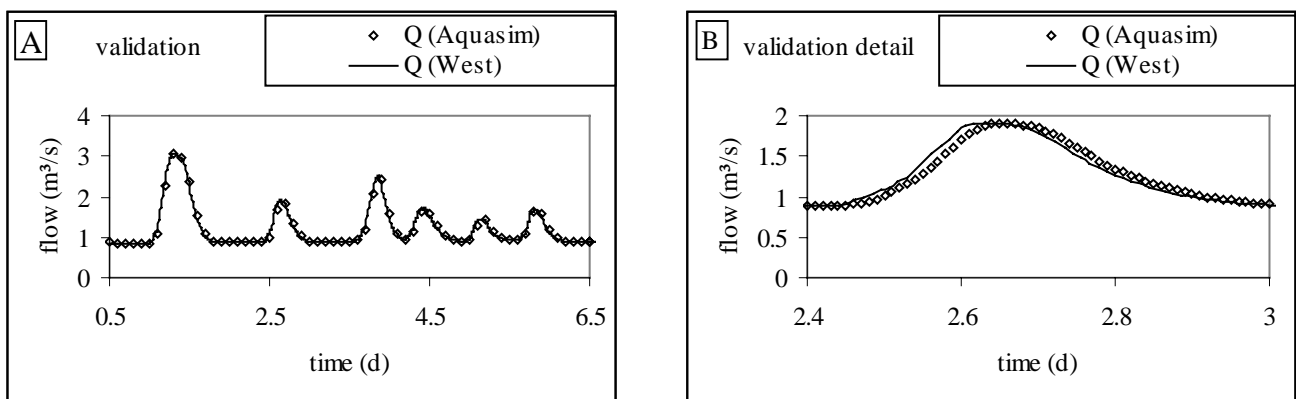 A validation
Q (Aquasim)
Q (West)
flow (m³/s)
4
3
2
1
0
0.5 2.5 4.5 6.5
time (d)
B validation detail
Q (Aquasim)
Q (West)
flow (m³/s)
2
1.5
1
0.5
0
2.4 2.6 2.8 3
time (d)